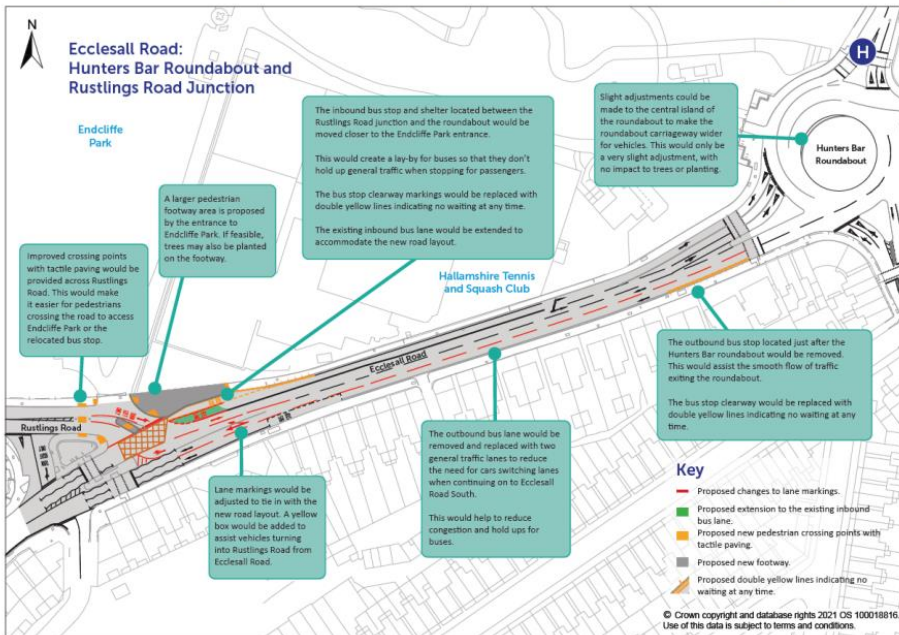 N
Ecclesall Road:
Hunters Bar Roundabout and
Rustlings Road Junction
Endcliffe
Park
H
Hunters Bar
Roundabout
The inbound bus stop and shelter located between the
Rustlings Road junction and the roundabout would be
moved closer to the Endcliffe Park entrance.
This would create a lay-by for buses so that they don't
hold up general traffic when stopping for passengers.
The bus stop clearway markings would be replaced with
double yellow lines indicating no waiting at any time.
The existing inbound bus lane would be extended to
accommodate the new road layout.
Slight adjustments could be
made to the central island of
the roundabout to make the
roundabout carriageway wider
for vehicles. This would only be
a very slight adjustment, with
no impact to trees or planting.
A larger pedestrian
footway area is proposed
by the entrance to
Endcliffe Park. If feasible,
trees may also be planted
on the footway.
Improved crossing points
with tactile paving would be
provided across Rustlings
Road. This would make
it easier for pedestrians
crossing the road to access
Endcliffe Park or the
relocated bus stop.
Hallamshire Tennis
and Squash Club
Ecclesall Road
Rustlings Road
The outbound bus stop located just after the
Hunters Bar roundabout would be removed.
This would assist the smooth flow of traffic
exiting the roundabout.
The bus stop clearway would be replaced with
double yellow lines indicating no waiting at any
time.
The outbound bus lane would be
removed and replaced with two
general traffic lanes to reduce
the need for cars switching lanes
when continuing on to Ecclesall
Road South.
This would help to reduce
congestion and hold ups for
buses.
Lane markings would be
adjusted to tie in with the
new road layout. A yellow
box would be added to
assist vehicles turning
into Rustlings Road from
Ecclesall Road.
Key
Proposed changes to lane markings.
Proposed extension to the existing inbound
bus lane.
Proposed new pedestrian crossing points with
tactile paving.
Proposed new footway.
Proposed double yellow lines indicating no
waiting at any time.
© Crown copyright and database rights 2021 OS 100018816.
Use of this data is subject to terms and conditions.